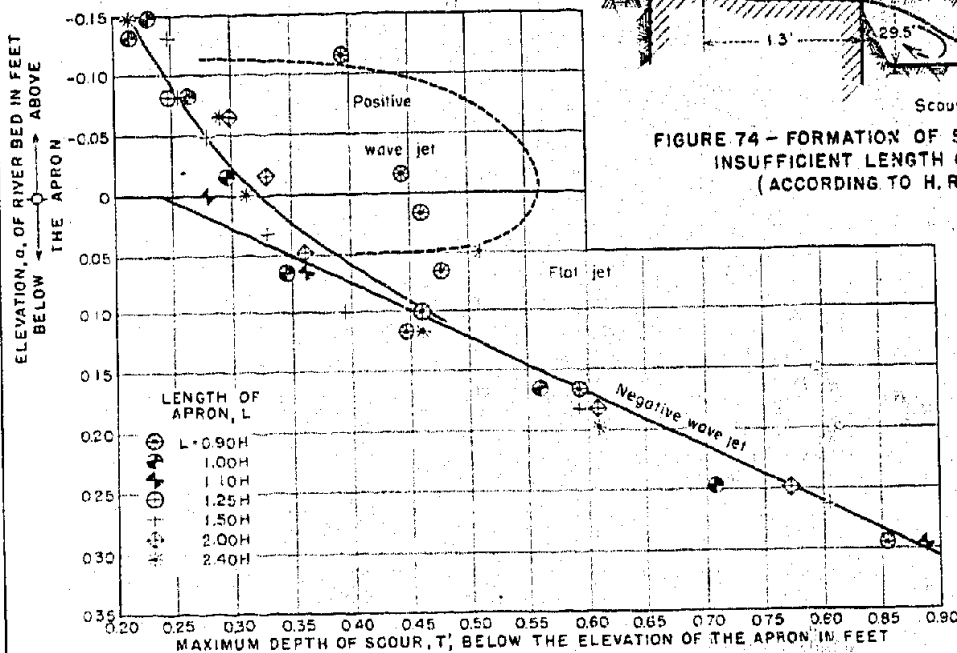 -0.15
-0.10
-0.05
0
0.05
0.10
0.15
0.20
0.25
0.30
0.35
ELEVATION, a, OF RIVER BED IN FEET
BELOW ABOVE
THE APRON
Positive
wave jet
Flat jet
Negative wave jet
LENGTH OF
APRON, L
L=0.90H
1.00H
1.10H
1.25H
1.50H
2.00H
2.40H
0.20 0.25 0.30 0.35 0.40 0.45 0.50 0.55 0.60 0.65 0.70 0.75 0.80 0.85 0.90
MAXIMUM DEPTH OF SCOUR, T, BELOW THE ELEVATION OF THE APRON IN FEET
1.3'
29.5'
Scou
FIGURE 74 - FORMATION OF S
INSUFFICIENT LENGTH
(ACCORDING TO H. R